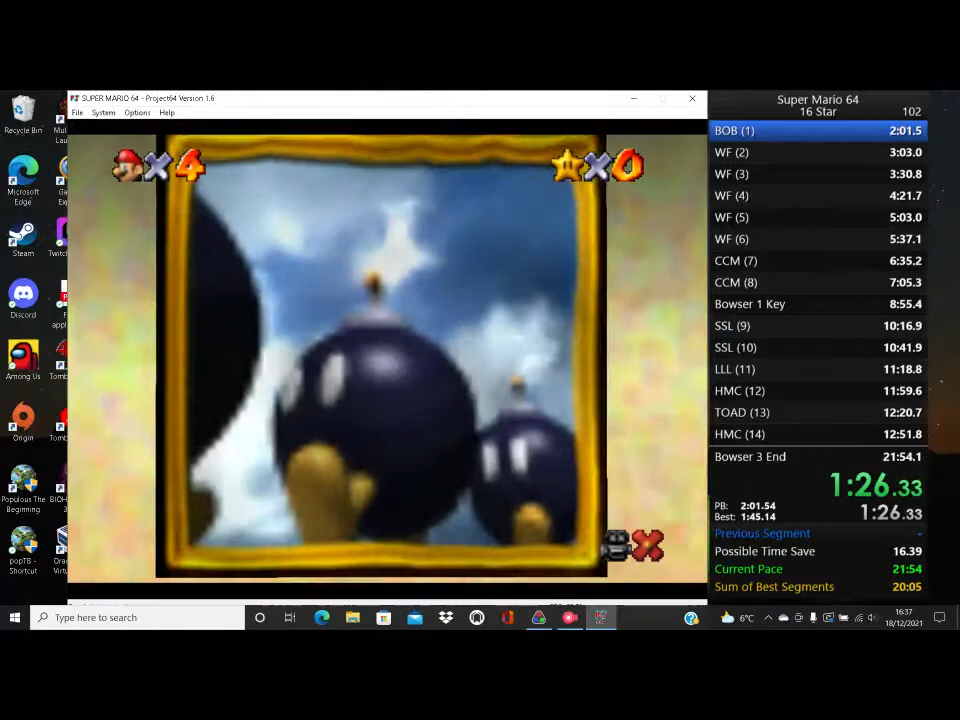 SUPER MARIO 64 - Project64 Version 1.6
File System Options Help
×4
×0
Recycle Bin
Microsoft Edge
Steam
Twitc
Discord
Among Us
Tomb
Origin
Tomb
Populous The Beginning
BIOH
popTB - Shortcut
Super Mario 64
16 Star 102
BOB (1) 2:01.5
WF (2) 3:03.0
WF (3) 3:30.8
WF (4) 4:21.7
WF (5) 5:03.0
WF (6) 5:37.1
CCM (7) 6:35.2
CCM (8) 7:05.3
Bowser 1 Key 8:55.4
SSL (9) 10:16.9
SSL (10) 10:41.9
LLL (11) 11:18.8
HMC (12) 11:59.6
TOAD (13) 12:20.7
HMC (14) 12:51.8
Bowser 3 End 21:54.1
1:26.33
PB: 2:01.54
Best: 1:45.14
1:26.33
Previous Segment -
Possible Time Save 16.39
Current Pace 21:54
Sum of Best Segments 20:05
Type here to search
6°C
16:37
18/12/2021